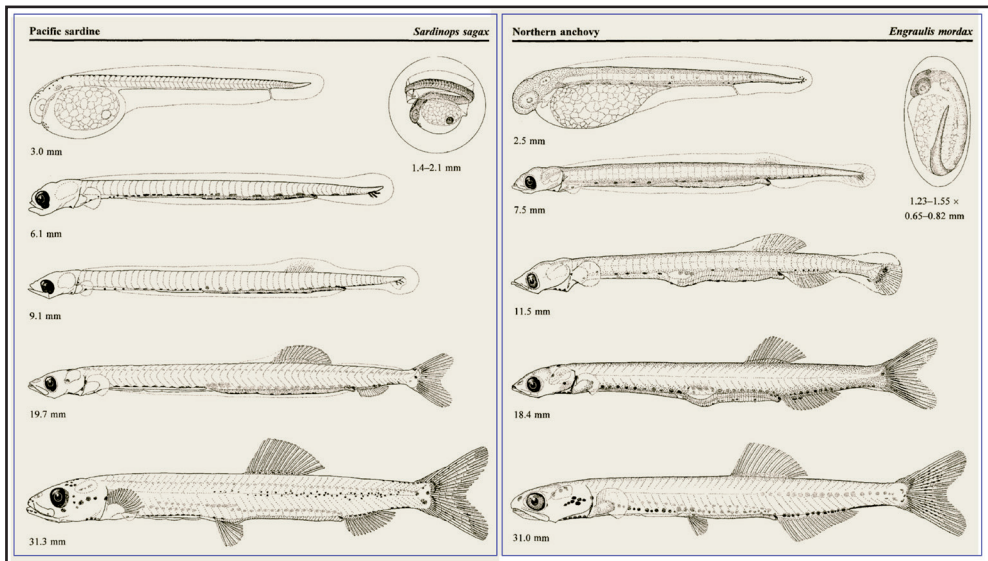 Pacific sardine Sardinops sagax
3.0 mm
1.4–2.1 mm
6.1 mm
9.1 mm
19.7 mm
31.3 mm
Northern anchovy Engraulis mordax
2.5 mm
1.23–1.55 ×
0.65–0.82 mm
7.5 mm
11.5 mm
18.4 mm
31.0 mm